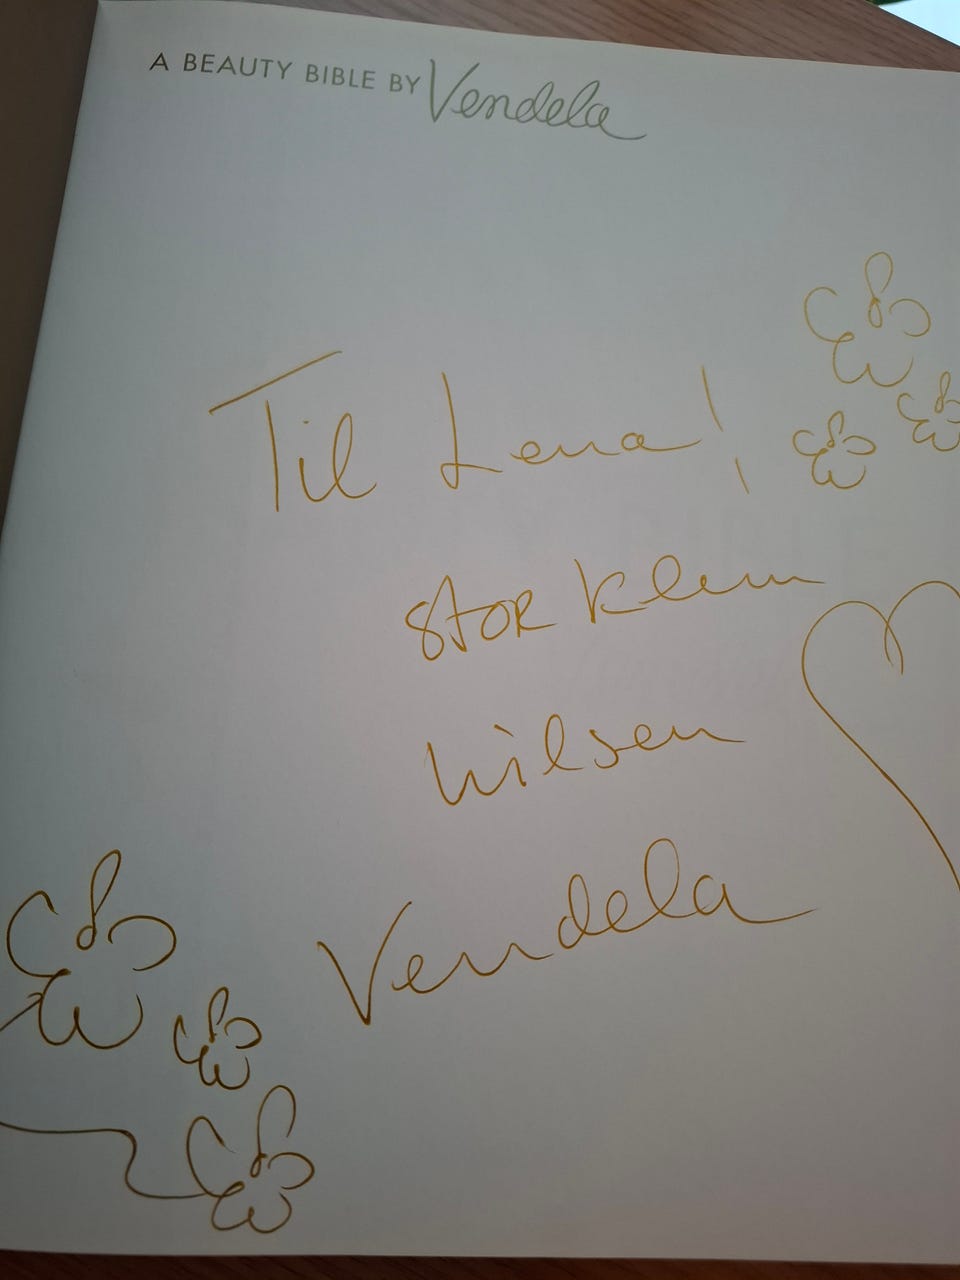 A BEAUTY BIBLE BY Vendela
Til Lena!
stor klem
hilsen
Vendela